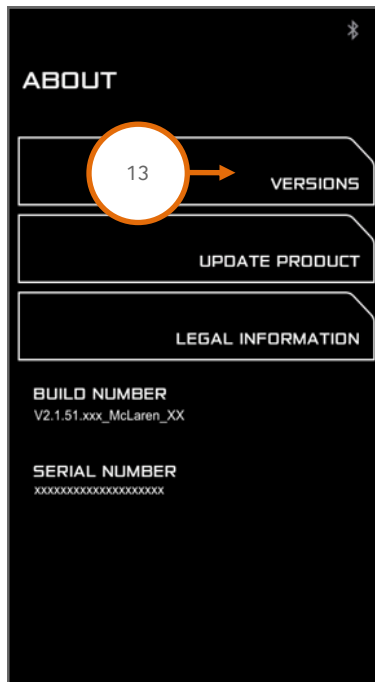 ABOUT
13
VERSIONS
UPDATE PRODUCT
LEGAL INFORMATION
BUILD NUMBER
V2.1.51.xxx_McLaren_XX
SERIAL NUMBER
xxxxxxxxxxxxxxxxxxxx